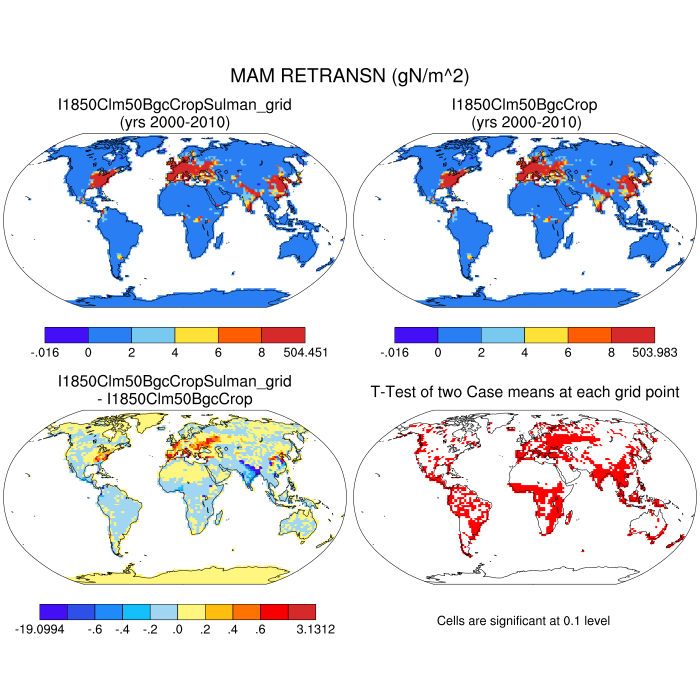 MAM RETRANSN (gN/m^2)
I1850Clm50BgcCropSulman_grid
(yrs 2000-2010)
I1850Clm50BgcCrop
(yrs 2000-2010)
-.016 0 2 4 6 8 504.451
-.016 0 2 4 6 8 503.983
I1850Clm50BgcCropSulman_grid
- I1850Clm50BgcCrop
T-Test of two Case means at each grid point
-19.0994 -.6 -.4 -.2 .0 .2 .4 .6 3.1312
Cells are significant at 0.1 level